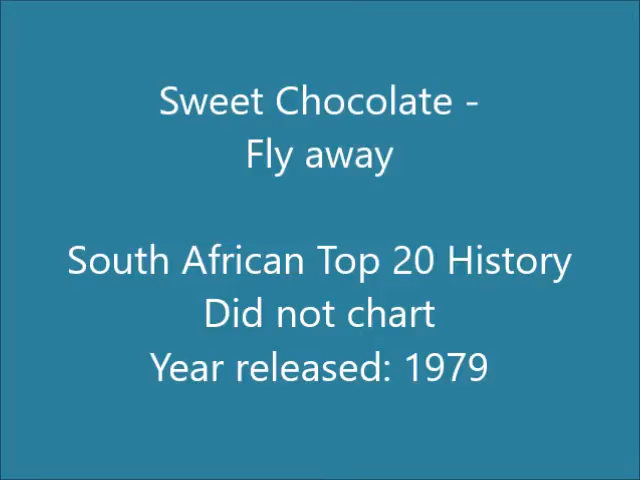 Sweet Chocolate -
Fly away
South African Top 20 History
Did not chart
Year released: 1979